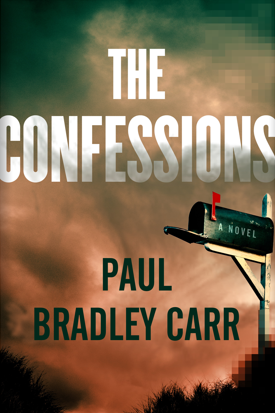 THE
CONFESSIONS
A NOVEL
PAUL
BRADLEY CARR